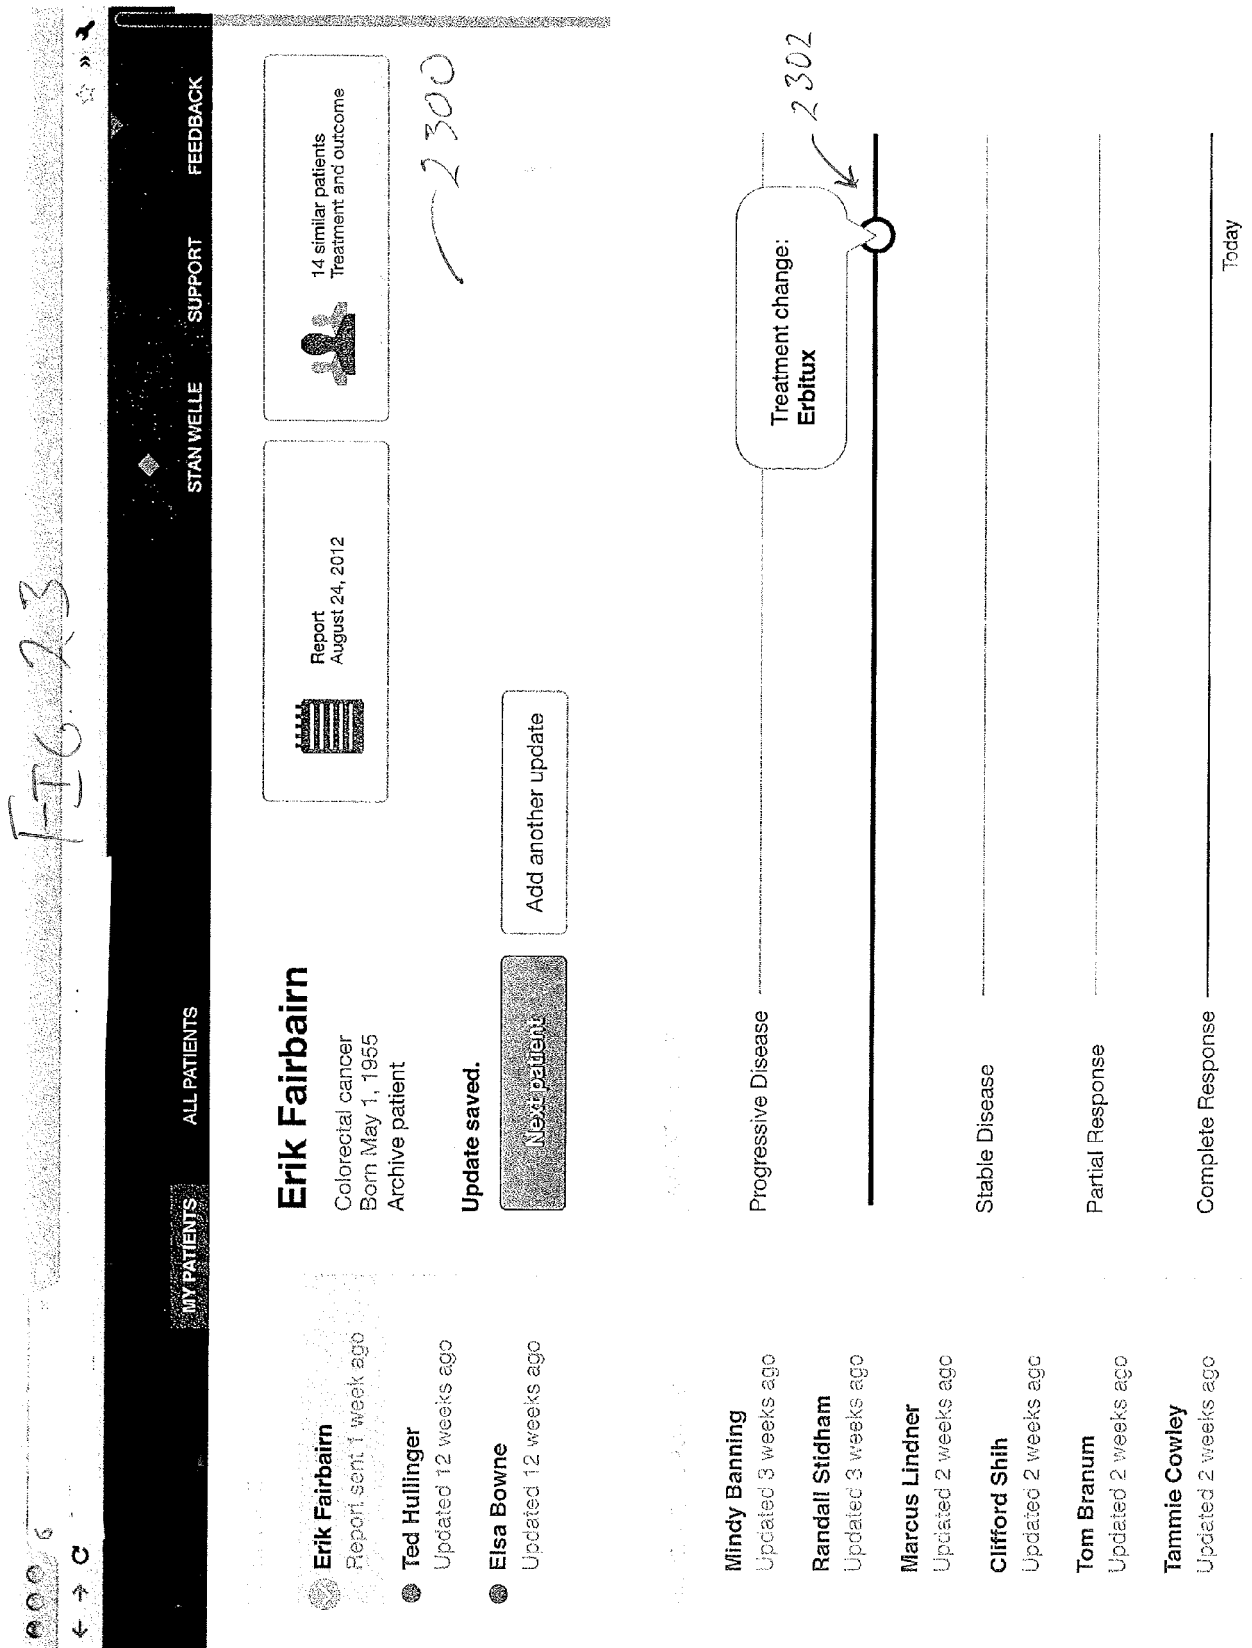 FIG. 23
MY PATIENTS
ALL PATIENTS
STAN WELLE
SUPPORT
FEEDBACK
Erik Fairbairn
Report sent 1 week ago
Ted Hullinger
Updated 12 weeks ago
Elsa Bowne
Updated 12 weeks ago
Mindy Banning
Updated 3 weeks ago
Randall Stidham
Updated 3 weeks ago
Marcus Lindner
Updated 2 weeks ago
Clifford Shih
Updated 2 weeks ago
Tom Branum
Updated 2 weeks ago
Tammie Cowley
Updated 2 weeks ago
Erik Fairbairn
Colorectal cancer
Born May 1, 1955
Archive patient
Report
August 24, 2012
14 similar patients
Treatment and outcome
2300
Update saved.
Next patient
Add another update
Progressive Disease
Treatment change:
Erbitux
2302
Stable Disease
Partial Response
Complete Response
Today